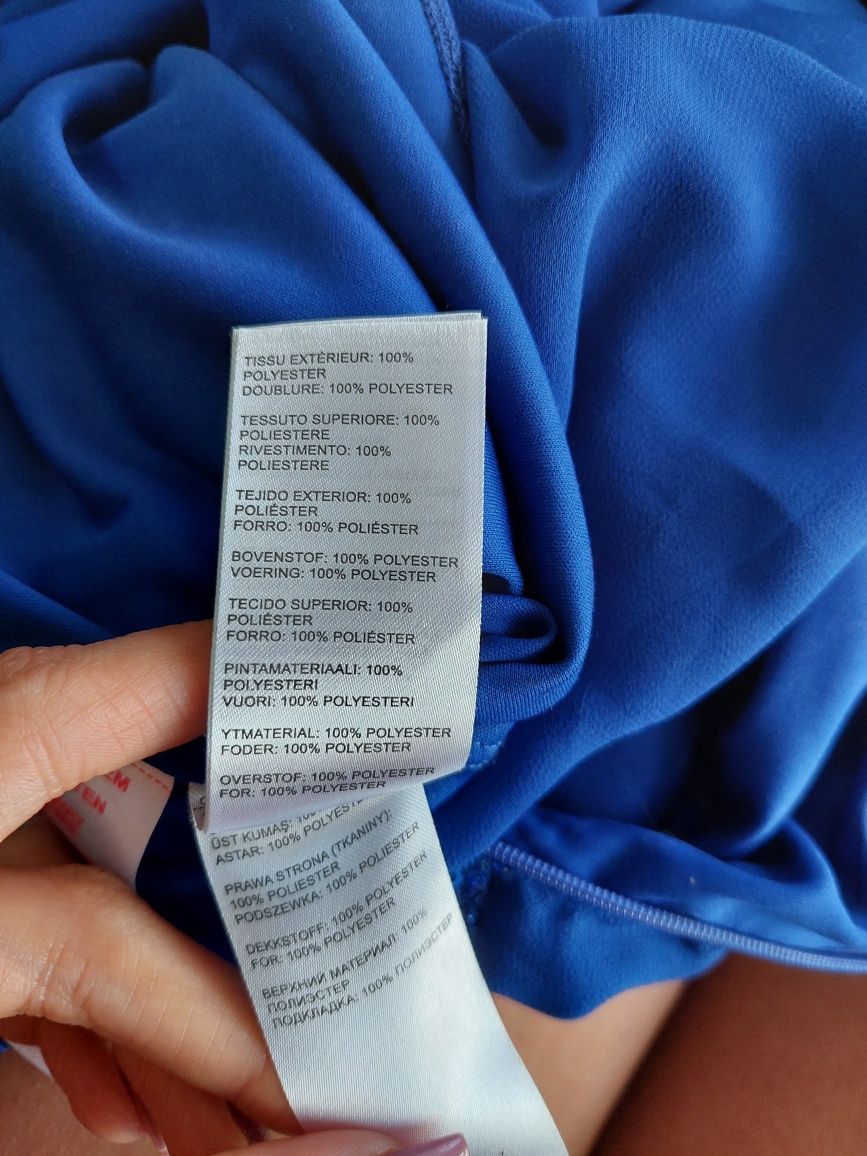 TISSU EXTÉRIEUR: 100%
POLYESTER
DOUBLURE: 100% POLYESTER
TESSUTO SUPERIORE: 100%
POLIESTERE
RIVESTIMENTO: 100%
POLIESTERE
TEJIDO EXTERIOR: 100%
POLIÉSTER
FORRO: 100% POLIÉSTER
BOVENSTOF: 100% POLYESTER
VOERING: 100% POLYESTER
TECIDO SUPERIOR: 100%
POLIÉSTER
FORRO: 100% POLIÉSTER
PINTAMATERIAALI: 100%
POLYESTERI
VUORI: 100% POLYESTERI
YTMATERIAL: 100% POLYESTER
FODER: 100% POLYESTER
OVERSTOF: 100% POLYESTER
FOR: 100% POLYESTER
ÜST KUMAŞ:
ASTAR: 100% POLYESTER
PRAWA STRONA (TKANINY):
100% POLIESTER
PODSZEWKA: 100% POLIESTER
DEKKSTOFF: 100% POLYESTER
FOR: 100% POLYESTER
ВЕРХНИЙ МАТЕРИАЛ: 100%
ПОЛИЭСТЕР
ПОДКЛАДКА: 100% ПОЛИЭСТЕР